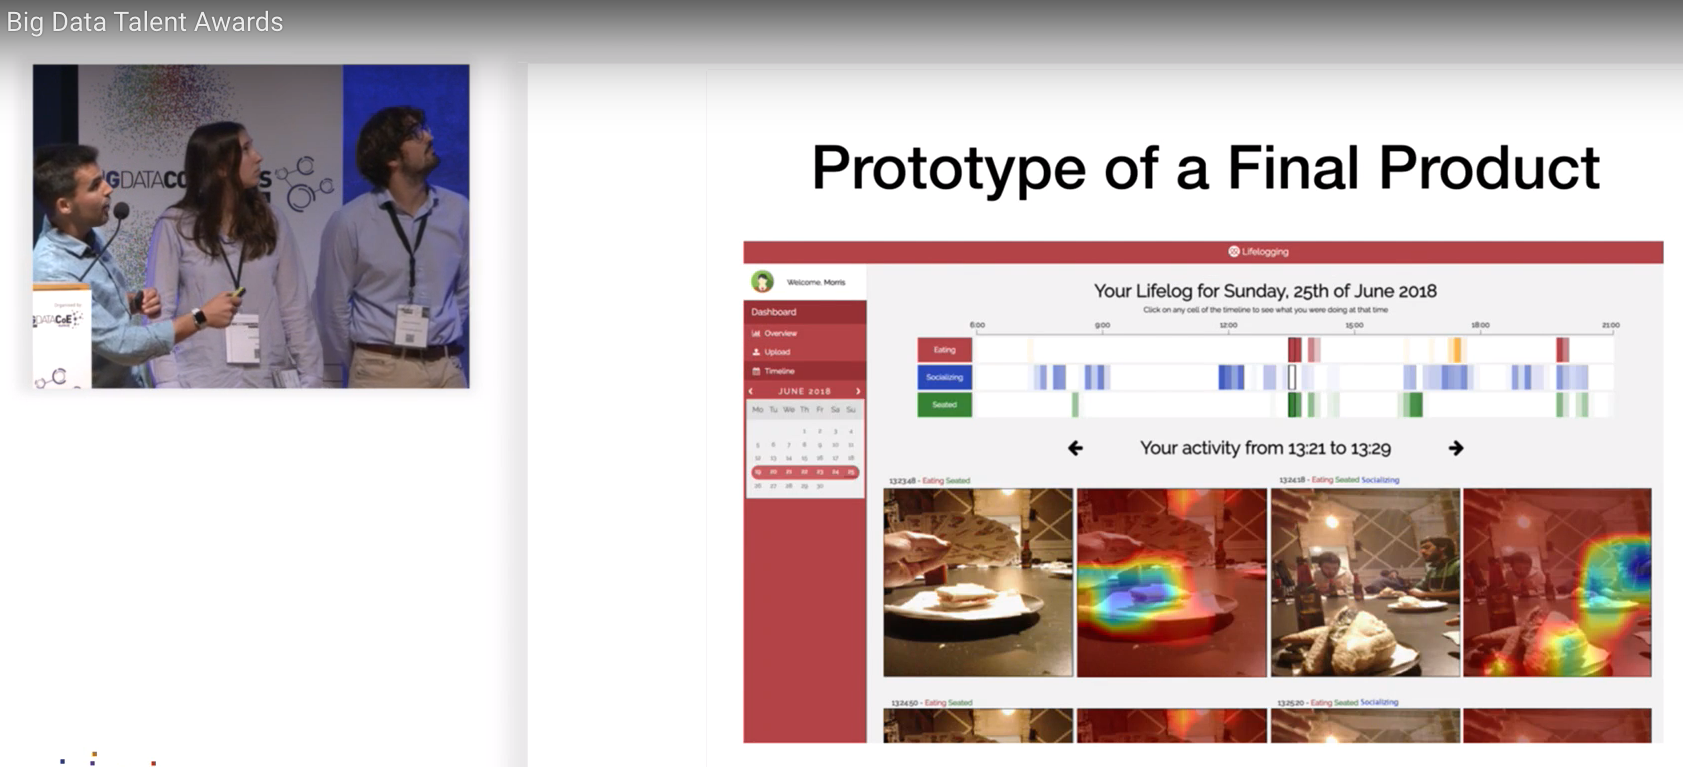 Big Data Talent Awards
Prototype of a Final Product
Lifelogging
Welcome, Morris
Dashboard
Overview
Upload
Timeline
JUNE 2018
Mo Tu We Th Fr Sa Su
1 2 3 4
5 6 7 8 9 10 11
12 13 14 15 16 17 18
19 20 21 22 23 24 25
26 27 28 29 30
Your Lifelog for Sunday, 25th of June 2018
Click on any cell of the timeline to see what you were doing at that time
6:00 9:00 12:00 15:00 18:00 21:00
Eating
Socializing
Seated
Your activity from 13:21 to 13:29
13:23:48 - Eating Seated
13:24:18 - Eating Seated Socializing
13:24:50 - Eating Seated
13:25:20 - Eating Seated Socializing
GDATACO
S
Organized by
DATACoE